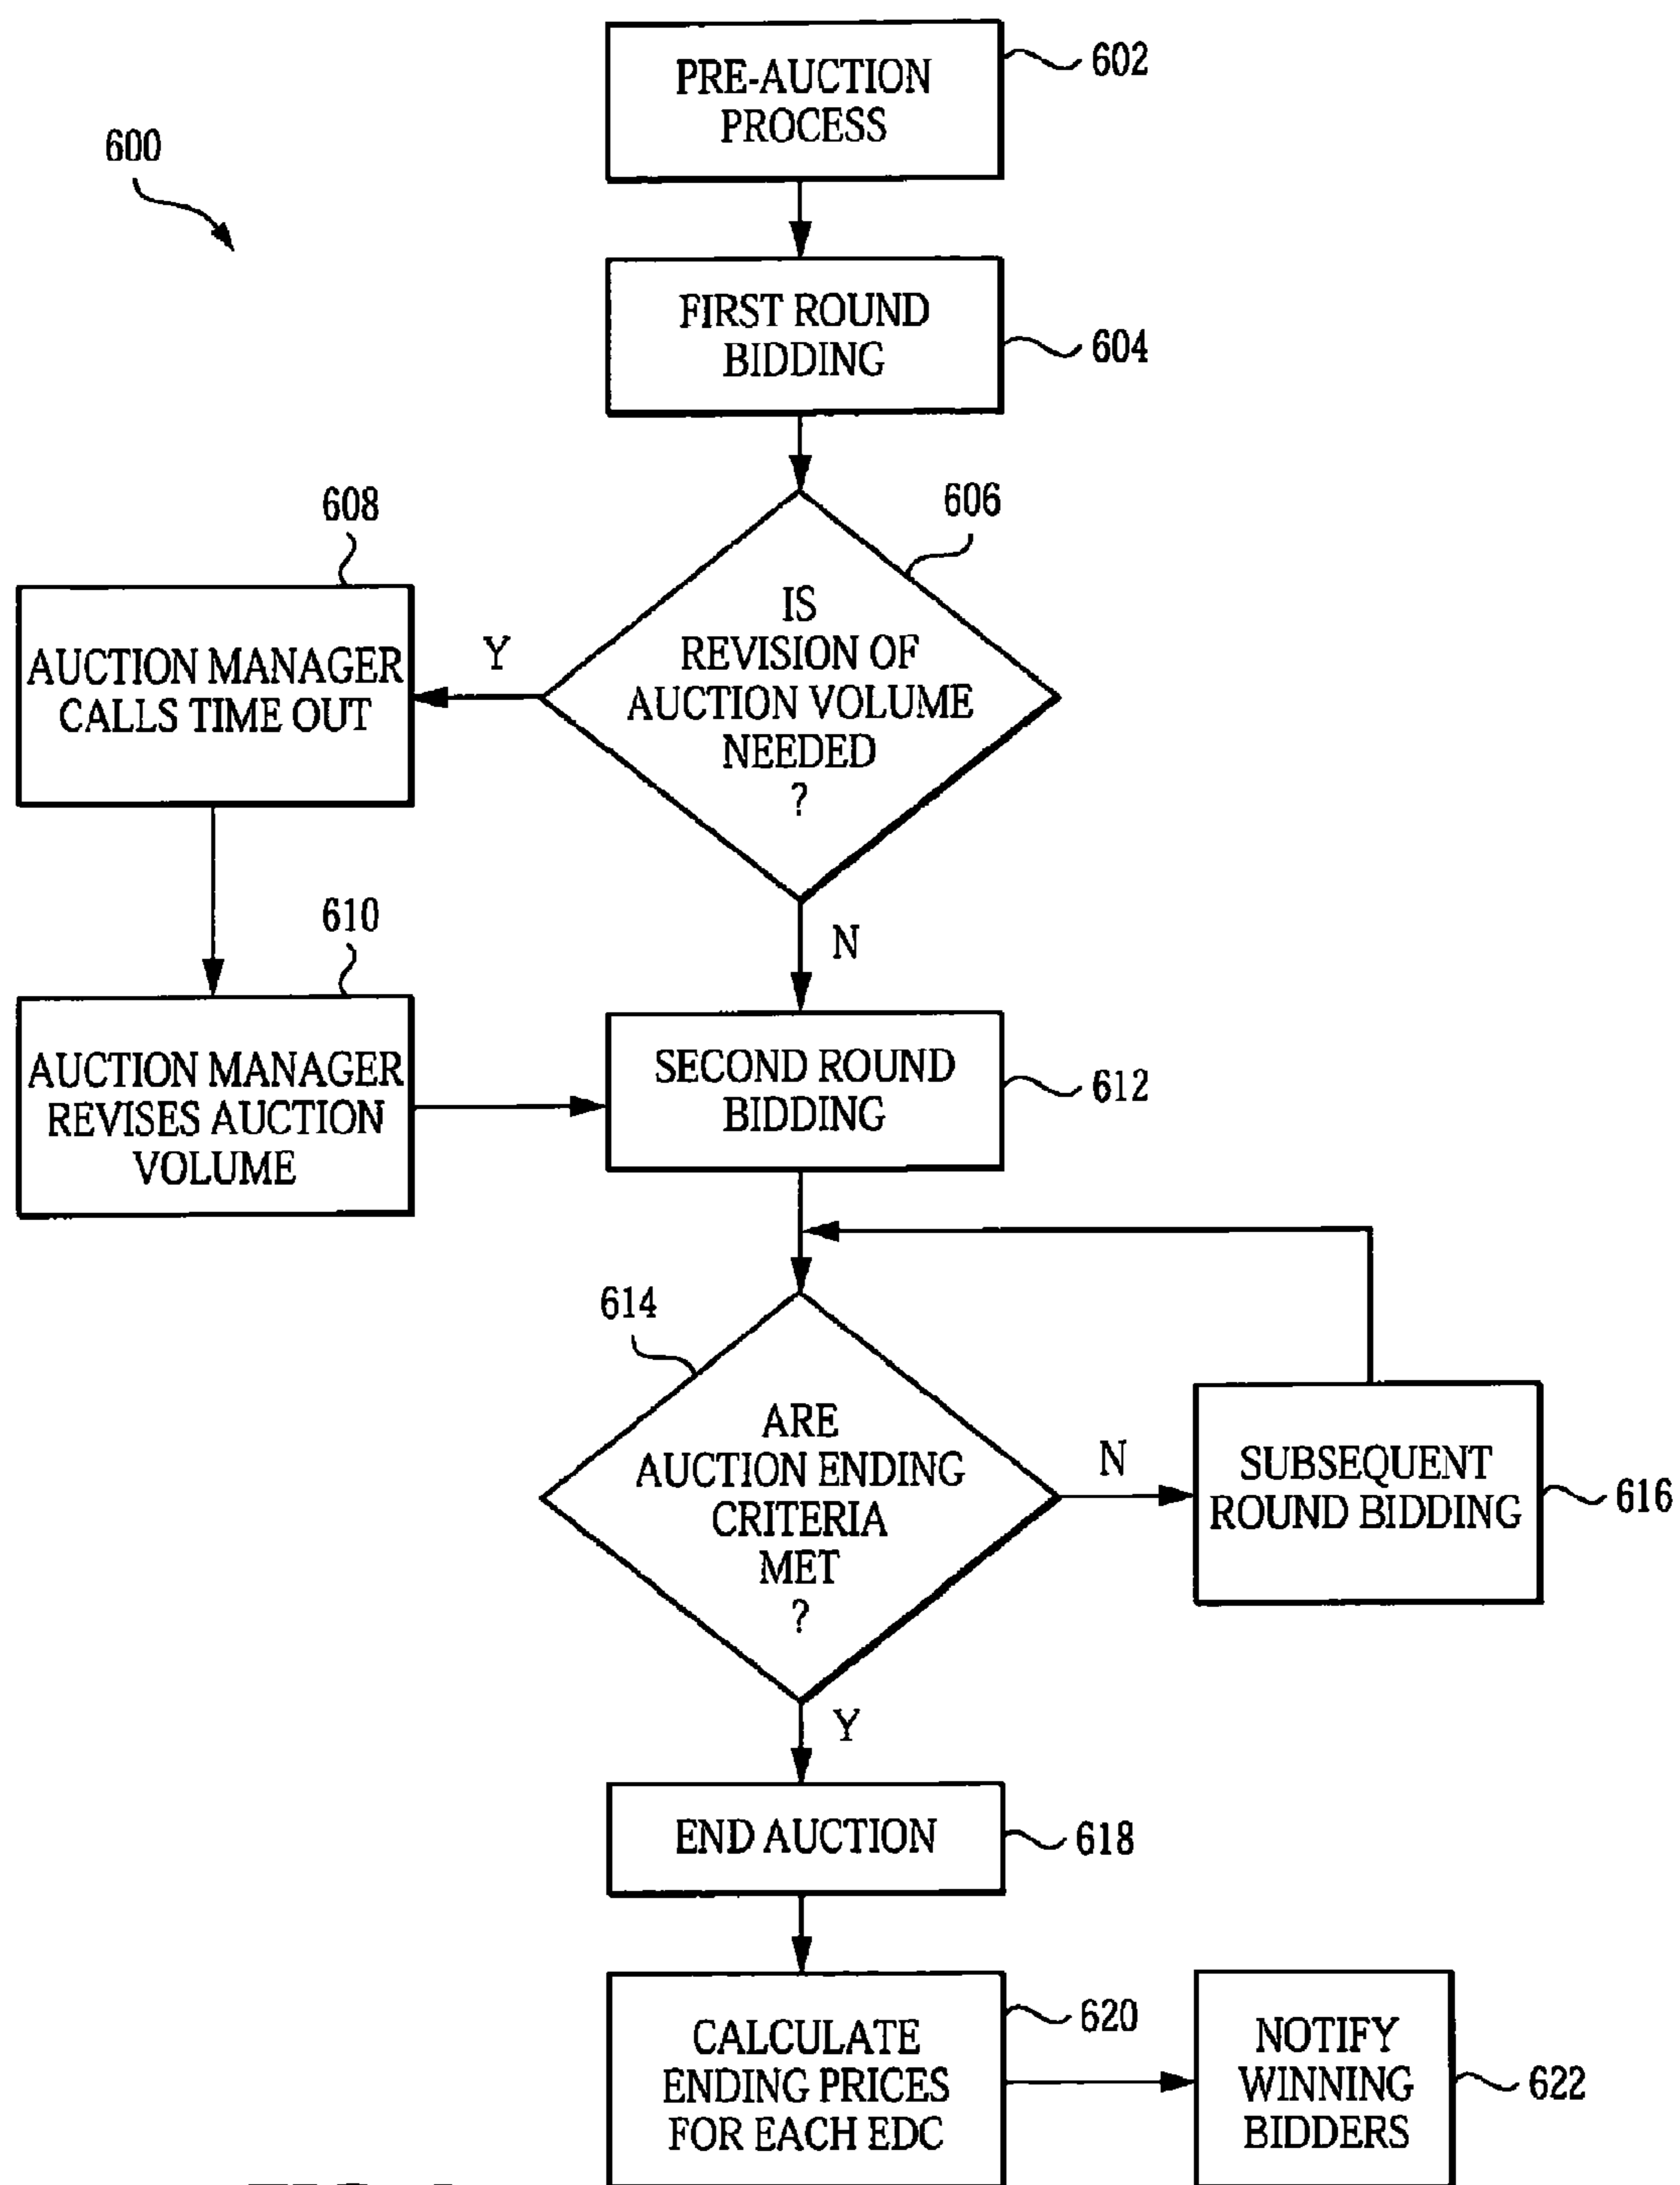 PRE-AUCTION
PROCESS
602
600
FIRST ROUND
BIDDING
604
606
608
IS
REVISION OF
AUCTION VOLUME
NEEDED
?
Y
AUCTION MANAGER
CALLS TIME OUT
N
610
AUCTION MANAGER
REVISES AUCTION
VOLUME
SECOND ROUND
BIDDING
612
614
ARE
AUCTION ENDING
CRITERIA
MET
?
N
SUBSEQUENT
ROUND BIDDING
616
Y
END AUCTION
618
CALCULATE
ENDING PRICES
FOR EACH EDC
620
NOTIFY
WINNING
BIDDERS
622